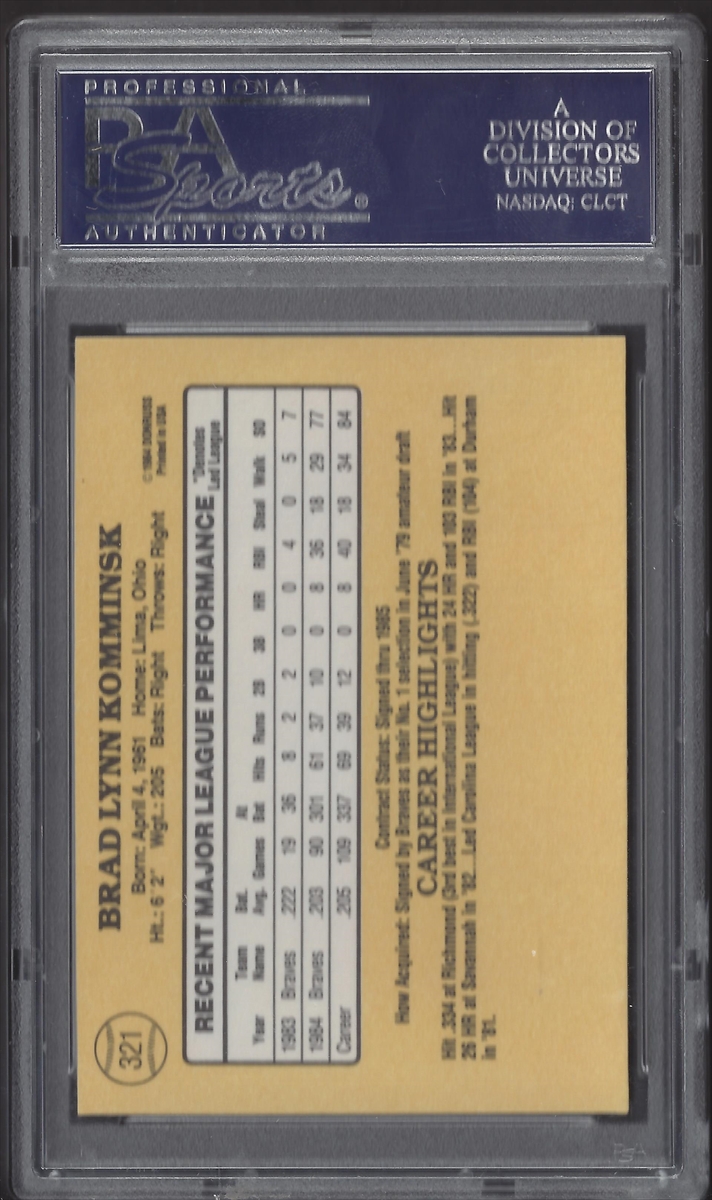 PROFESSIONAL
PSA
Sports®
AUTHENTICATOR
A
DIVISION OF
COLLECTORS
UNIVERSE
NASDAQ: CLCT
321
BRAD LYNN KOMMINSK
Born: April 4, 1961 Home: Lima, Ohio
Ht.: 6'2" Wgt.: 205 Bats: Right Throws: Right
© 1984 DONRUSS
Printed in USA
RECENT MAJOR LEAGUE PERFORMANCE
*Denotes
Led League
Year Team Name Bat. Avg. Games At Bat Hits Runs 2B 3B HR RBI Steal Walk SO
1983 Braves .222 19 36 8 2 2 0 0 4 0 5 7
1984 Braves .203 90 301 61 37 10 0 8 36 18 29 77
Career .205 109 337 69 39 12 0 8 40 18 34 84
Contract Status: Signed thru 1985
How Acquired: Signed by Braves as their No. 1 selection in June '79 amateur draft
CAREER HIGHLIGHTS
Hit .334 at Richmond (3rd best in International League) with 24 HR and 103 RBI in '83...Hit
26 HR at Savannah in '82...Led Carolina League in hitting (.322) and RBI (104) at Durham
in '81.
PSA